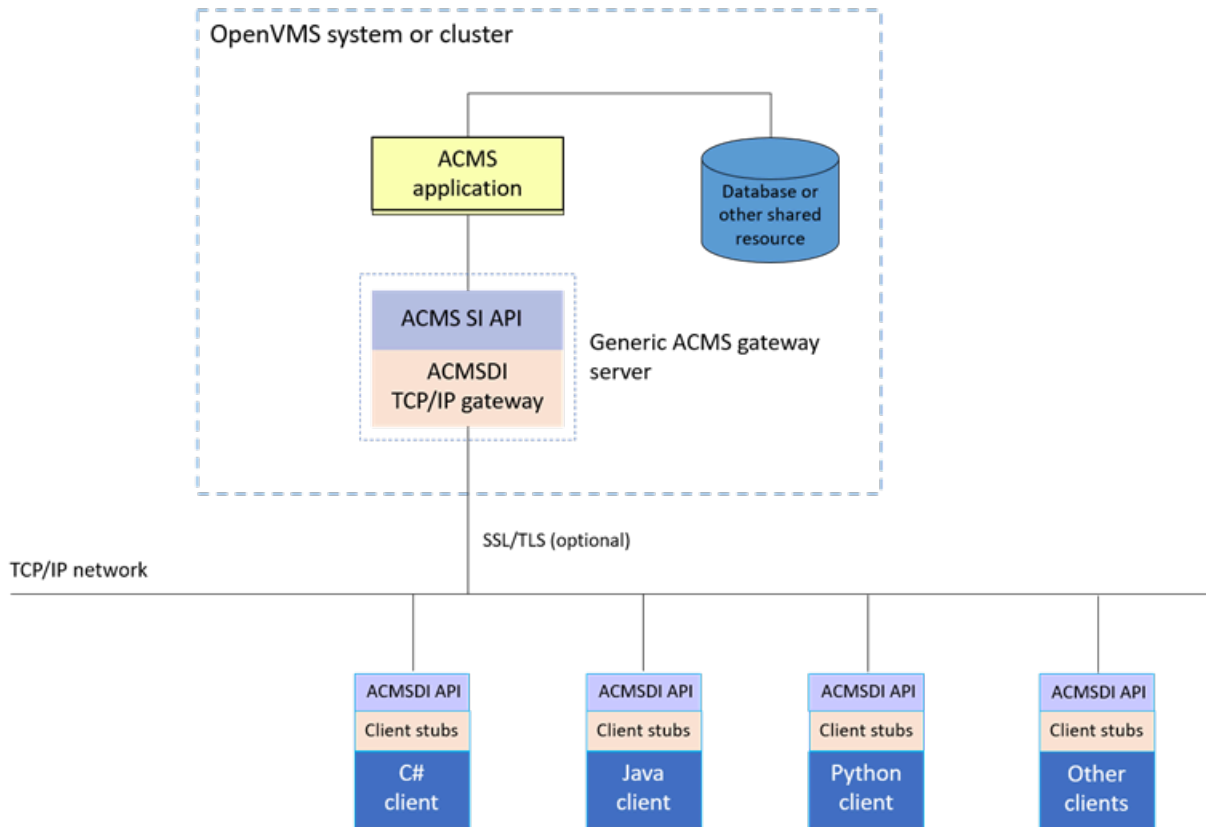 OpenVMS system or cluster
ACMS
application
Database or
other shared
resource
ACMS SI API
ACMSDI
TCP/IP gateway
Generic ACMS gateway
server
SSL/TLS (optional)
TCP/IP network
ACMSDI API
Client stubs
C#
client
ACMSDI API
Client stubs
Java
client
ACMSDI API
Client stubs
Python
client
ACMSDI API
Client stubs
Other
clients